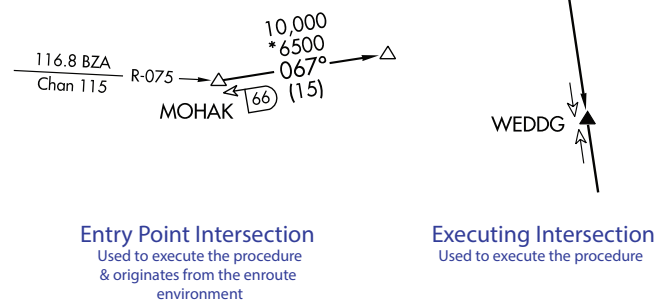 10,000
*6500
067°
(15)
116.8 BZA
Chan 115
R-075
MOHAK
66
WEDDG
Entry Point Intersection
Used to execute the procedure
& originates from the enroute
environment
Executing Intersection
Used to execute the procedure